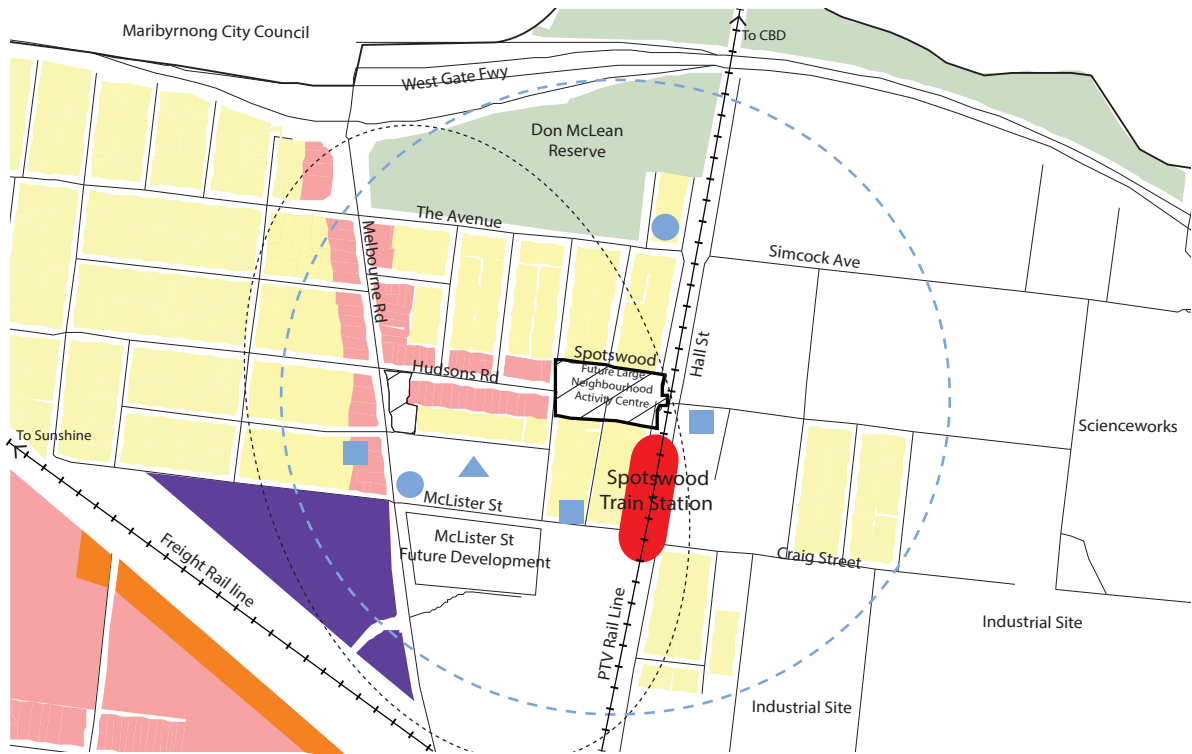 Maribyrnong City Council
To CBD
West Gate Fwy
Don McLean
Reserve
The Avenue
Simcock Ave
Melbourne Rd
Hall St
Spotswood
Future Large
Neighbourhood
Activity Centre
Hudsons Rd
To Sunshine
Scienceworks
Spotswood
Train Station
McLister St
McLister St
Future Development
Craig Street
Freight Rail line
PTV Rail Line
Industrial Site
Industrial Site